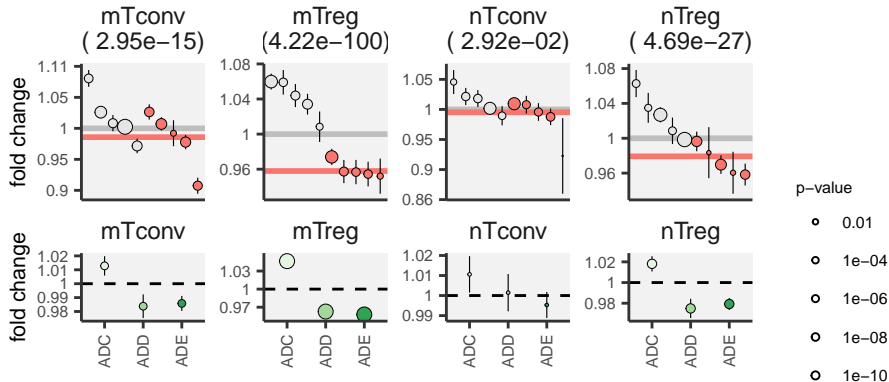 mTconv
( 2.95e−15)
mTreg
(4.22e−100)
nTconv
( 2.92e−02)
nTreg
( 4.69e−27)
fold change
1.11
1.05
1
0.95
0.9
1.08
1.04
1
0.96
1.05
1
0.95
0.90
0.86
1.08
1.04
1
0.96
mTconv
mTreg
nTconv
nTreg
fold change
1.02
1.01
1
0.99
0.98
1.03
1
0.97
1.02
1.01
1
0.99
1.02
1
0.98
ADC
ADD
ADE
ADC
ADD
ADE
ADC
ADD
ADE
ADC
ADD
ADE
p−value
0.01
1e−04
1e−06
1e−08
1e−10